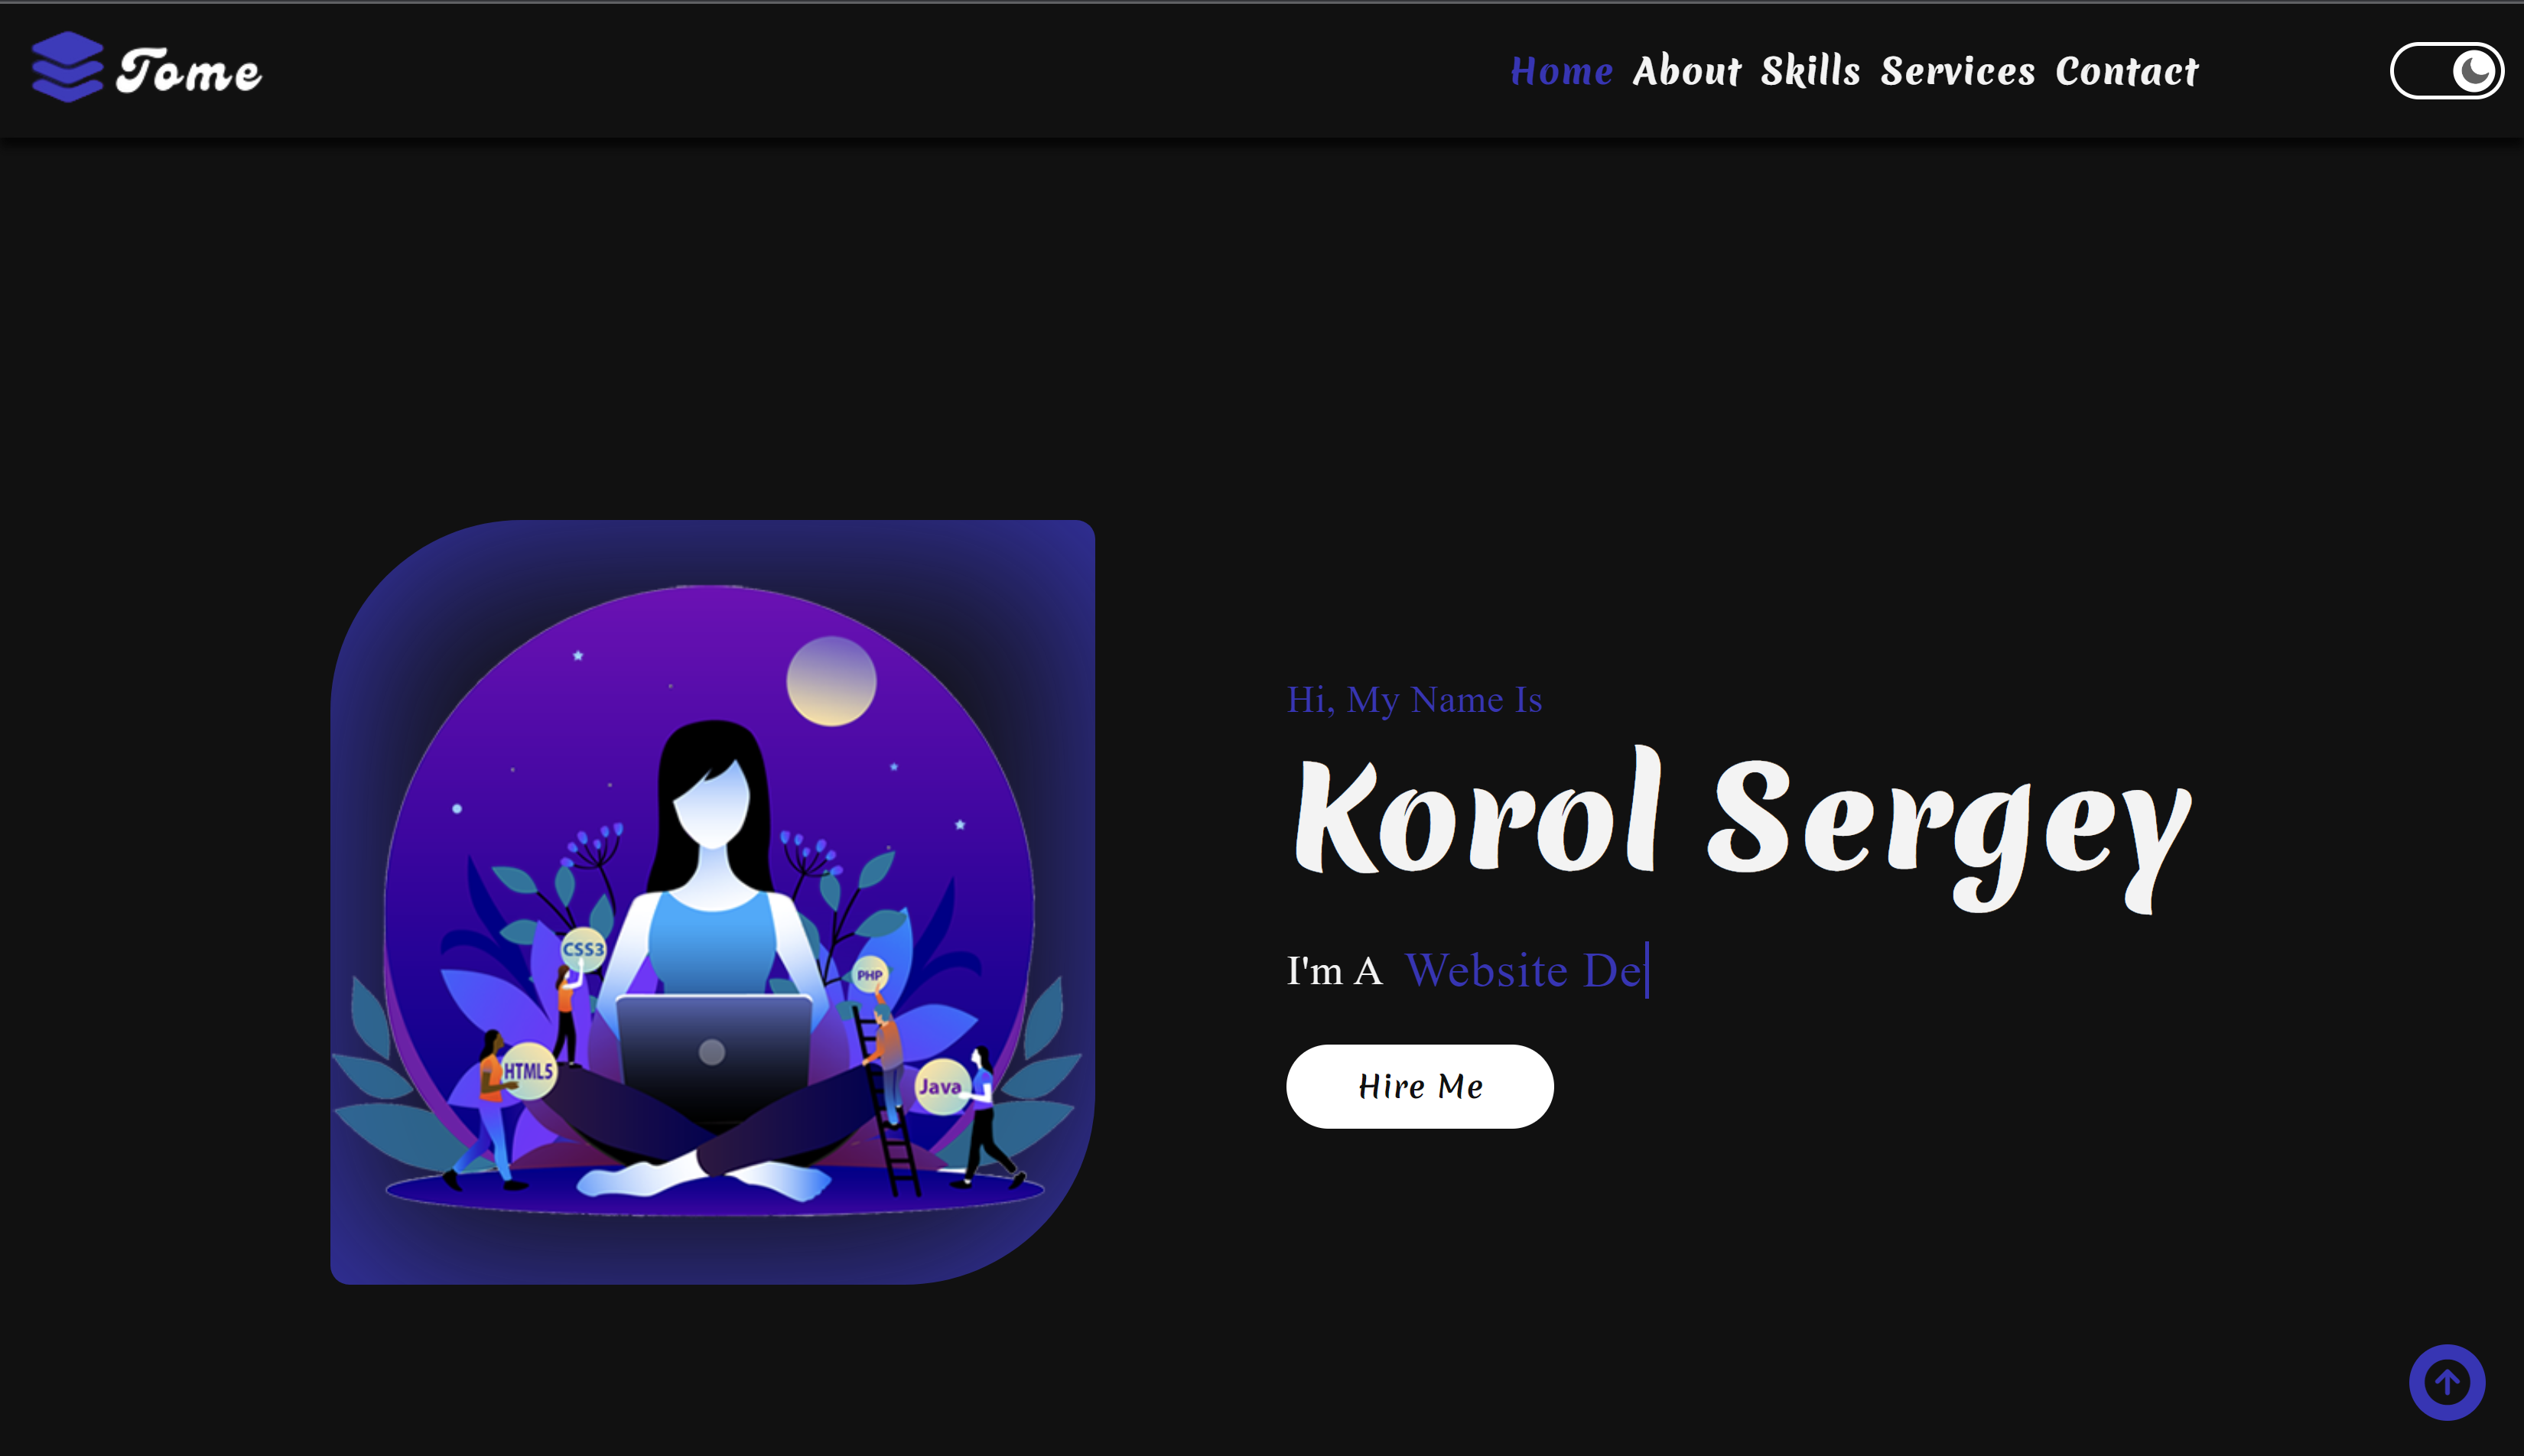 Tome
Home About Skills Services Contact
Hi, My Name Is
Korol Sergey
I'm A Website De
Hire Me
CSS3
PHP
HTML5
Java